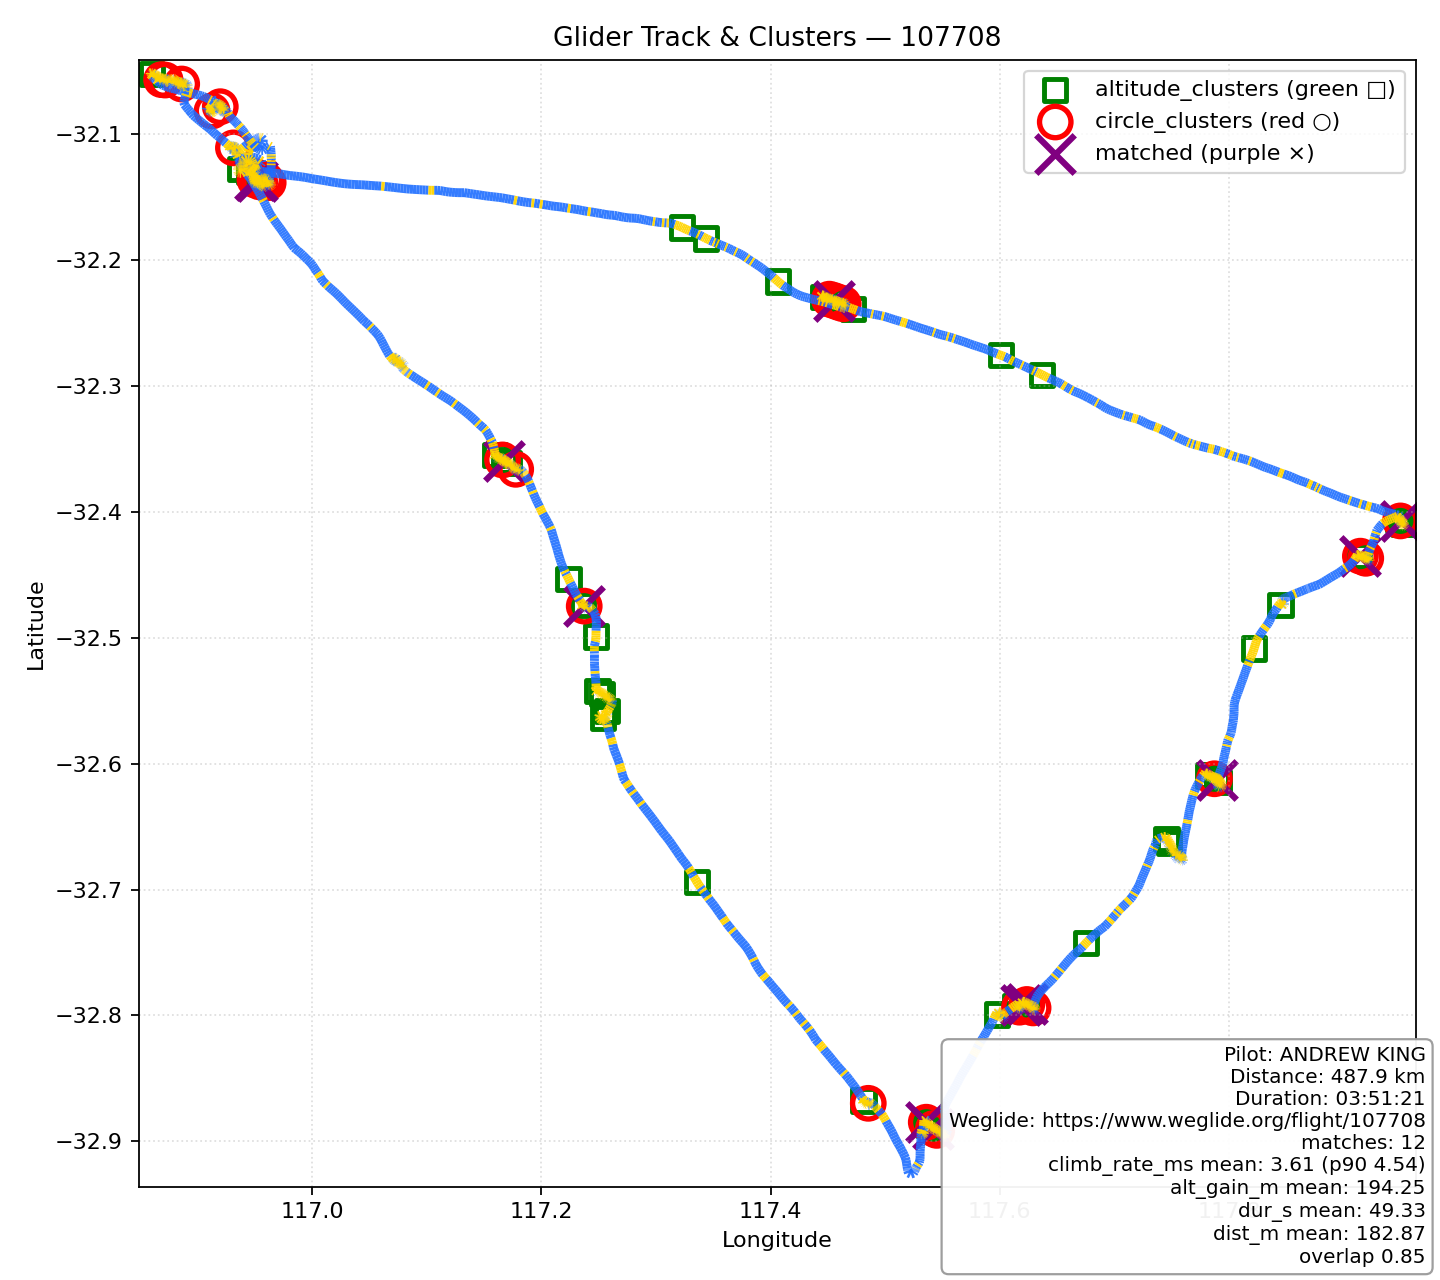 Glider Track & Clusters — 107708
altitude_clusters (green □)
circle_clusters (red ○)
matched (purple ×)
−32.1
−32.2
−32.3
−32.4
−32.5
−32.6
−32.7
−32.8
−32.9
Latitude
117.0
117.2
117.4
117.6
Longitude
Pilot: ANDREW KING
Distance: 487.9 km
Duration: 03:51:21
Weglide: https://www.weglide.org/flight/107708
matches: 12
climb_rate_ms mean: 3.61 (p90 4.54)
alt_gain_m mean: 194.25
dur_s mean: 49.33
dist_m mean: 182.87
overlap 0.85